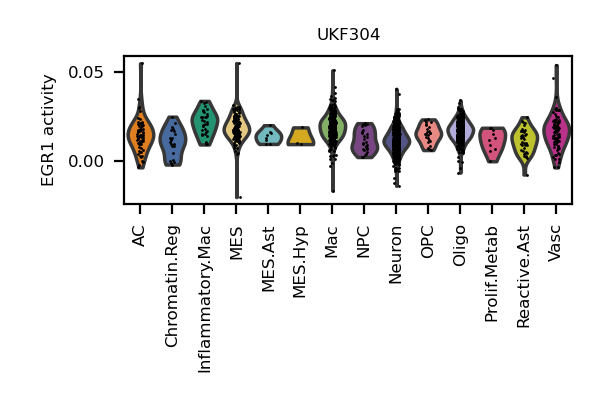 UKF304
EGR1 activity
0.05
0.00
AC
Chromatin.Reg
Inflammatory.Mac
MES
MES.Ast
MES.Hyp
Mac
NPC
Neuron
OPC
Oligo
Prolif.Metab
Reactive.Ast
Vasc